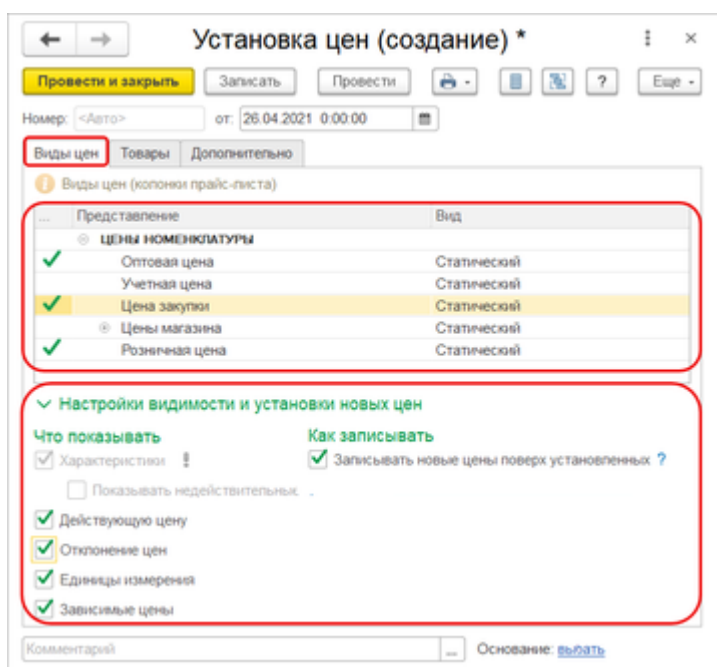 Установка цен (создание) *
Провести и закрыть Записать Провести ? Еще
Номер: <Авто> от: 26.04.2021 0:00:00
Виды цен Товары Дополнительно
Виды цен (колонки прайс-листа)
... Представление Вид
ЦЕНЫ НОМЕНКЛАТУРЫ
Оптовая цена Статический
Учетная цена Статический
Цена закупки Статический
Цены магазина Статический
Розничная цена Статический
Настройки видимости и установки новых цен
Что показывать Как записывать
Характеристики Записывать новые цены поверх установленных ?
Показывать недействительные
Действующую цену
Отклонение цен
Единицы измерения
Зависимые цены
Комментарий ... Основание: выбрать